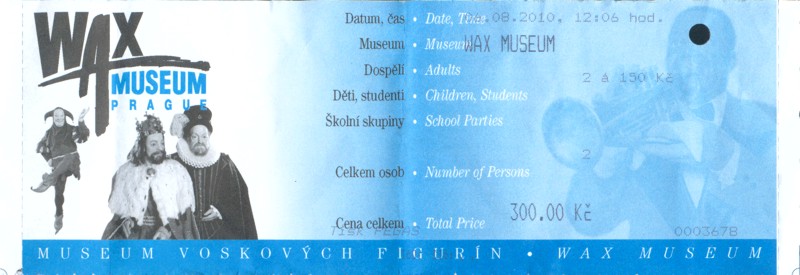 WAX
MUSEUM
PRAGUE
Datum, čas • Date, Time .08.2010, 12:06 hod.
Museum • Museum WAX MUSEUM
Dospělí • Adults 2 á 150 Kč
Děti, studenti • Children, Students
Školní skupiny • School Parties
2
Celkem osob • Number of Persons
300.00 Kč
Cena celkem • Total Price
Tisk PEGAS 0003678
MUSEUM VOSKOVÝCH FIGURÍN • WAX MUSEUM